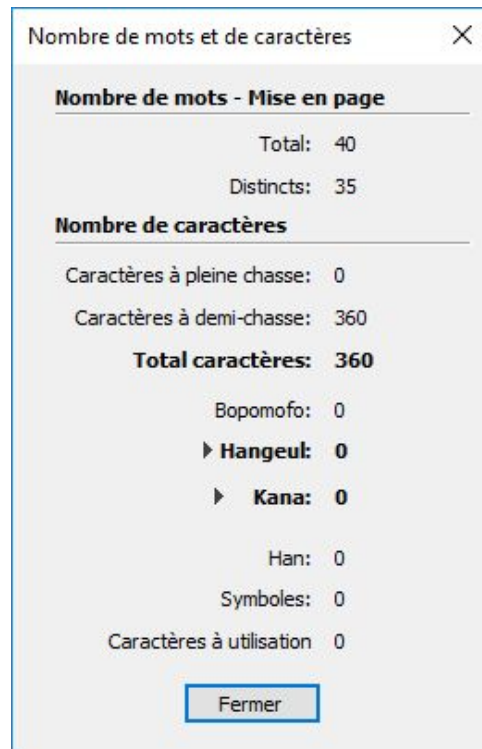 Nombre de mots et de caractères
Nombre de mots - Mise en page
Total: 40
Distincts: 35
Nombre de caractères
Caractères à pleine chasse: 0
Caractères à demi-chasse: 360
Total caractères: 360
Bopomofo: 0
Hangeul: 0
Kana: 0
Han: 0
Symboles: 0
Caractères à utilisation 0
Fermer